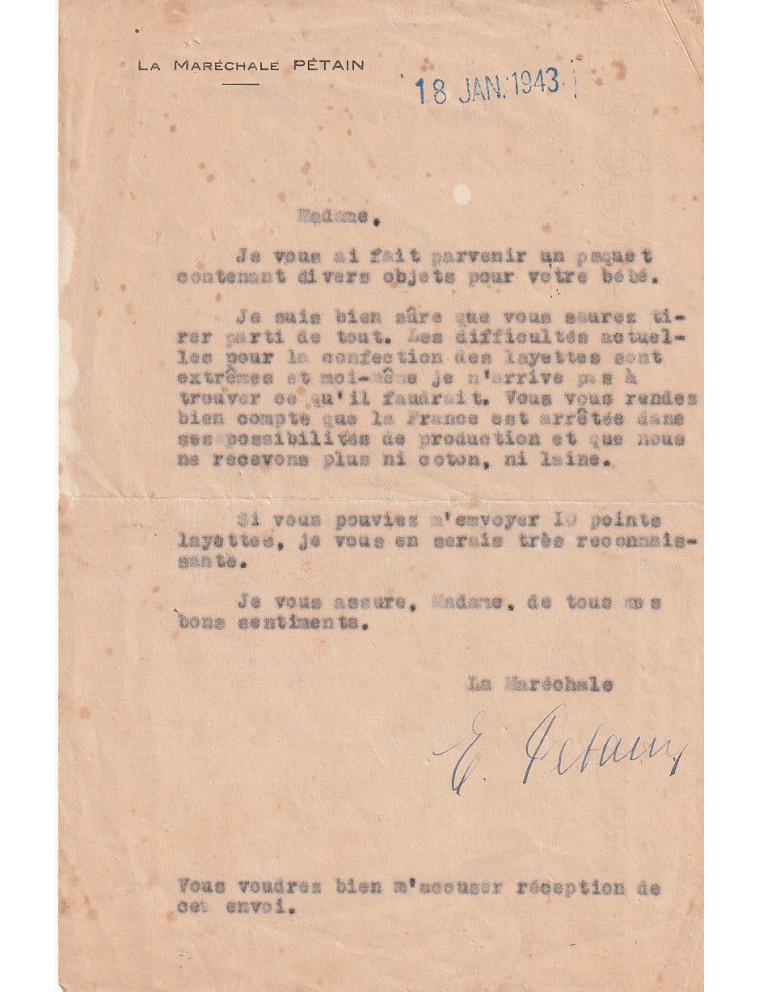 LA MARÉCHALE PÉTAIN
18 JAN. 1943
Madame.
Je vous ai fait parvenir un paquet
contenant divers objets pour votre bébé.
Je suis bien sûre que vous saurez ti-
rer parti de tout. Les difficultés actuel-
les pour la confection des layettes sont
extrêmes et moi-même je n'arrive pas à
trouver ce qu'il faudrait. Vous vous rendes
bien compte que la France est arrêtée dans
ses possibilités de production et que nous
ne recevons plus ni coton, ni laine.
Si vous pouviez m'envoyer IO points
layettes, je vous en serais très reconnais-
sante.
Je vous assure, Madame. de tous mes
bons sentiments.
La Maréchale
E. Petain
Vous voudrez bien m'accuser réception de
cet envoi.